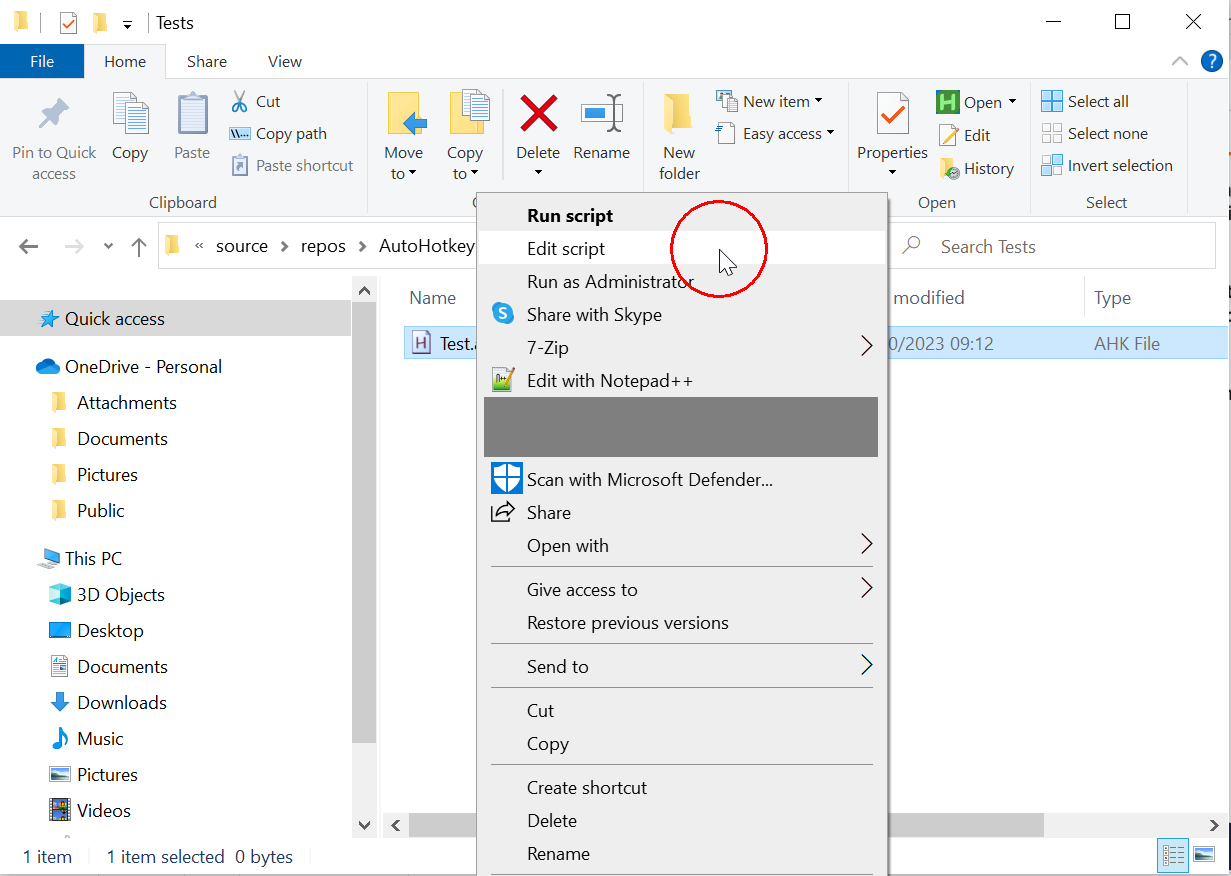 Tests
File Home Share View
Pin to Quick access
Copy
Paste
Cut
Copy path
Paste shortcut
Clipboard
Move to
Copy to
Delete
Rename
New folder
New item
Easy access
Properties
Open
Edit
History
Open
Select all
Select none
Invert selection
Select
« source repos AutoHotkey
Search Tests
Name
modified
Type
Test.
/2023 09:12
AHK File
Quick access
OneDrive - Personal
Attachments
Documents
Pictures
Public
This PC
3D Objects
Desktop
Documents
Downloads
Music
Pictures
Videos
Run script
Edit script
Run as Administrator
Share with Skype
7-Zip
Edit with Notepad++
Scan with Microsoft Defender...
Share
Open with
Give access to
Restore previous versions
Send to
Cut
Copy
Create shortcut
Delete
Rename
1 item 1 item selected 0 bytes